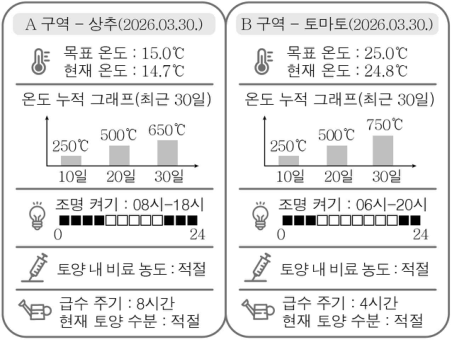 A 구역 - 상추(2026.03.30.)
목표 온도 : 15.0℃
현재 온도 : 14.7℃
온도 누적 그래프(최근 30일)
250℃
500℃
650℃
10일 20일 30일
조명 켜기 : 08시-18시
0 24
토양 내 비료 농도 : 적절
급수 주기 : 8시간
현재 토양 수분 : 적절
B 구역 - 토마토(2026.03.30.)
목표 온도 : 25.0℃
현재 온도 : 24.8℃
온도 누적 그래프(최근 30일)
250℃
500℃
750℃
10일 20일 30일
조명 켜기 : 06시-20시
0 24
토양 내 비료 농도 : 적절
급수 주기 : 4시간
현재 토양 수분 : 적절